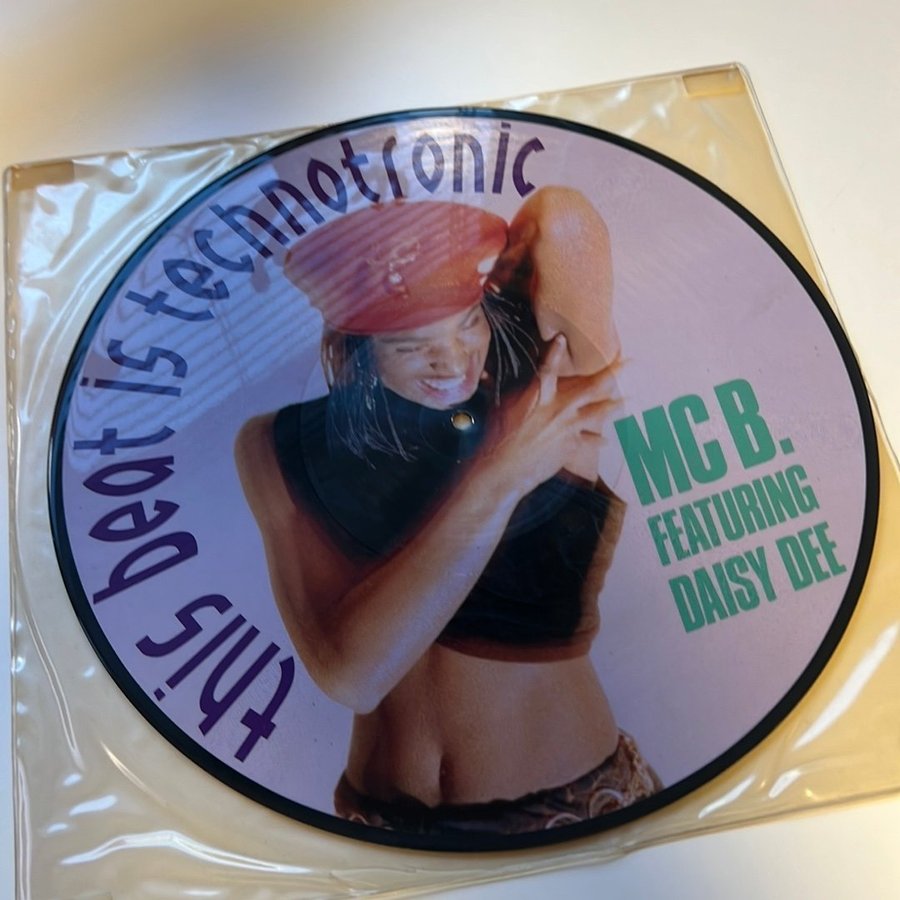 this beat is technotronic
MC B.
FEATURING
DAISY DEE